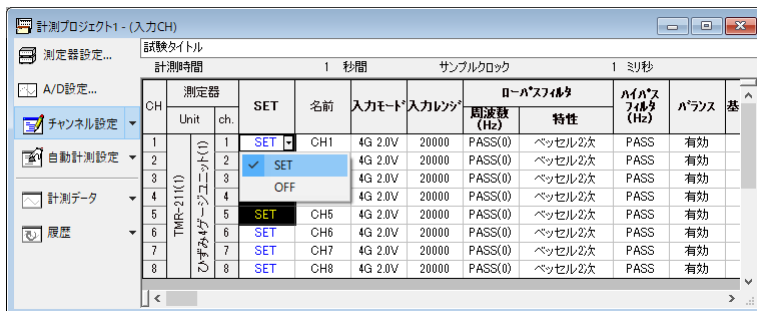 計測プロジェクト1 - (入力CH)
測定器設定...
A/D設定...
チャンネル設定
自動計測設定
計測データ
履歴
試験タイトル
計測時間 1 秒間 サンプルクロック 1 ミリ秒
CH 測定器 SET 名前 入力モード 入力レンジ ローパスフィルタ ハイパスフィルタ(Hz) バランス 基
Unit ch. 周波数(Hz) 特性
TMR-211(1)
ひずみ4ゲージユニット(1)
1 1 SET CH1 4G 2.0V 20000 PASS(0) ベッセル2次 PASS 有効
2 2 4G 2.0V 20000 PASS(0) ベッセル2次 PASS 有効
3 3 4G 2.0V 20000 PASS(0) ベッセル2次 PASS 有効
4 4 4G 2.0V 20000 PASS(0) ベッセル2次 PASS 有効
5 5 SET CH5 4G 2.0V 20000 PASS(0) ベッセル2次 PASS 有効
6 6 SET CH6 4G 2.0V 20000 PASS(0) ベッセル2次 PASS 有効
7 7 SET CH7 4G 2.0V 20000 PASS(0) ベッセル2次 PASS 有効
8 8 SET CH8 4G 2.0V 20000 PASS(0) ベッセル2次 PASS 有効
SET
OFF